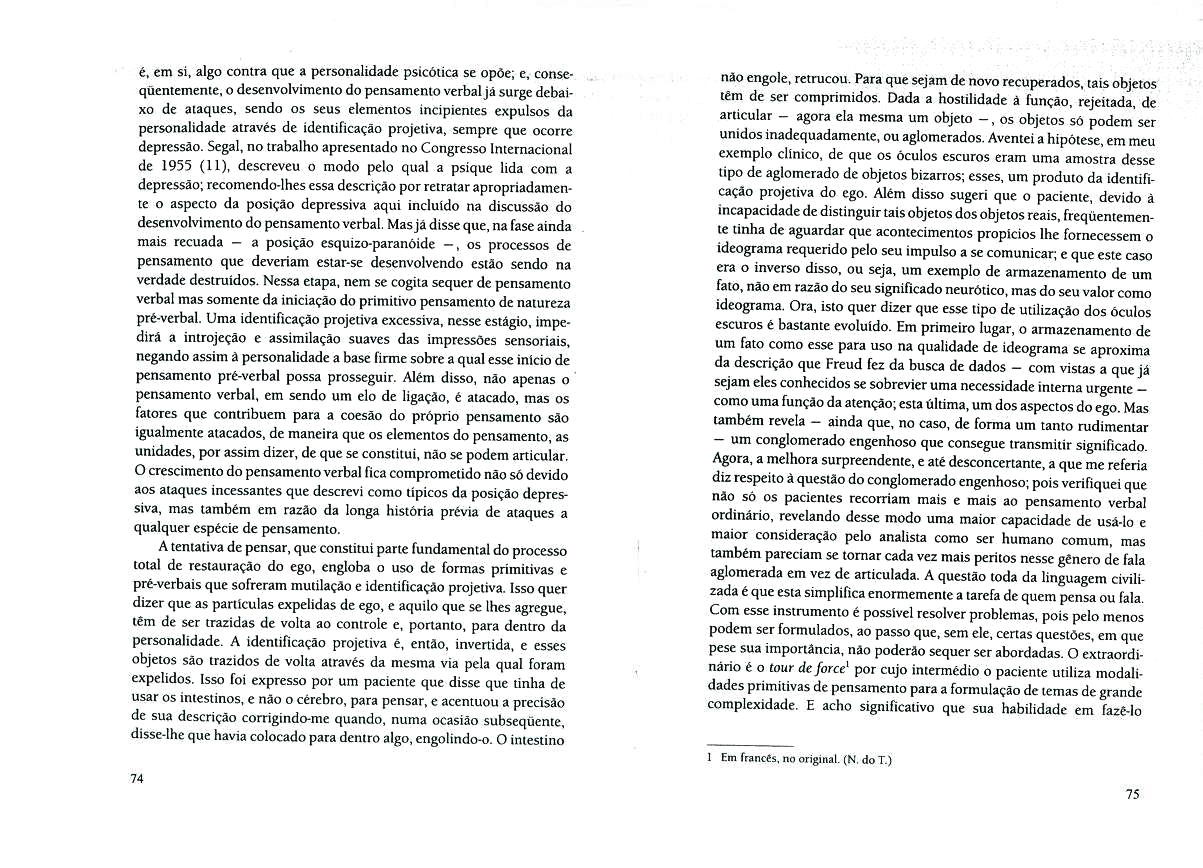 é, em si, algo contra que a personalidade psicótica se opõe; e, conse-
qüentemente, o desenvolvimento do pensamento verbal já surge debai-
xo de ataques, sendo os seus elementos incipientes expulsos da
personalidade através de identificação projetiva, sempre que ocorre
depressão. Segal, no trabalho apresentado no Congresso Internacional
de 1955 (11), descreveu o modo pelo qual a psique lida com a
depressão; recomendo-lhes essa descrição por retratar apropriadamen-
te o aspecto da posição depressiva aqui incluído na discussão do
desenvolvimento do pensamento verbal. Mas já disse que, na fase ainda
mais recuada — a posição esquizo-paranóide —, os processos de
pensamento que deveriam estar-se desenvolvendo estão sendo na
verdade destruídos. Nessa etapa, nem se cogita sequer de pensamento
verbal mas somente da iniciação do primitivo pensamento de natureza
pré-verbal. Uma identificação projetiva excessiva, nesse estágio, impe-
dirá a introjeção e assimilação suaves das impressões sensoriais,
negando assim à personalidade a base firme sobre a qual esse início de
pensamento pré-verbal possa prosseguir. Além disso, não apenas o
pensamento verbal, em sendo um elo de ligação, é atacado, mas os
fatores que contribuem para a coesão do próprio pensamento são
igualmente atacados, de maneira que os elementos do pensamento, as
unidades, por assim dizer, de que se constitui, não se podem articular.
O crescimento do pensamento verbal fica comprometido não só devido
aos ataques incessantes que descrevi como típicos da posição depres-
siva, mas também em razão da longa história prévia de ataques a
qualquer espécie de pensamento.
A tentativa de pensar, que constitui parte fundamental do processo
total de restauração do ego, engloba o uso de formas primitivas e
pré-verbais que sofreram mutilação e identificação projetiva. Isso quer
dizer que as partículas expelidas de ego, e aquilo que se lhes agregue,
têm de ser trazidas de volta ao controle e, portanto, para dentro da
personalidade. A identificação projetiva é, então, invertida, e esses
objetos são trazidos de volta através da mesma via pela qual foram
expelidos. Isso foi expresso por um paciente que disse que tinha de
usar os intestinos, e não o cérebro, para pensar, e acentuou a precisão
de sua descrição corrigindo-me quando, numa ocasião subseqüente,
disse-lhe que havia colocado para dentro algo, engolindo-o. O intestino
74
não engole, retrucou. Para que sejam de novo recuperados, tais objetos
têm de ser comprimidos. Dada a hostilidade à função, rejeitada, de
articular — agora ela mesma um objeto —, os objetos só podem ser
unidos inadequadamente, ou aglomerados. Aventei a hipótese, em meu
exemplo clínico, de que os óculos escuros eram uma amostra desse
tipo de aglomerado de objetos bizarros; esses, um produto da identifi-
cação projetiva do ego. Além disso sugeri que o paciente, devido à
incapacidade de distinguir tais objetos dos objetos reais, freqüentemen-
te tinha de aguardar que acontecimentos propícios lhe fornecessem o
ideograma requerido pelo seu impulso a se comunicar; e que este caso
era o inverso disso, ou seja, um exemplo de armazenamento de um
fato, não em razão do seu significado neurótico, mas do seu valor como
ideograma. Ora, isto quer dizer que esse tipo de utilização dos óculos
escuros é bastante evoluído. Em primeiro lugar, o armazenamento de
um fato como esse para uso na qualidade de ideograma se aproxima
da descrição que Freud fez da busca de dados — com vistas a que já
sejam eles conhecidos se sobrevier uma necessidade interna urgente —
como uma função da atenção; esta última, um dos aspectos do ego. Mas
também revela — ainda que, no caso, de forma um tanto rudimentar
— um conglomerado engenhoso que consegue transmitir significado.
Agora, a melhora surpreendente, e até desconcertante, a que me referia
diz respeito à questão do conglomerado engenhoso; pois verifiquei que
não só os pacientes recorriam mais e mais ao pensamento verbal
ordinário, revelando desse modo uma maior capacidade de usá-lo e
maior consideração pelo analista como ser humano comum, mas
também pareciam se tornar cada vez mais peritos nesse gênero de fala
aglomerada em vez de articulada. A questão toda da linguagem civili-
zada é que esta simplifica enormemente a tarefa de quem pensa ou fala.
Com esse instrumento é possível resolver problemas, pois pelo menos
podem ser formulados, ao passo que, sem ele, certas questões, em que
pese sua importância, não poderão sequer ser abordadas. O extraordi-
nário é o tour de force¹ por cujo intermédio o paciente utiliza modali-
dades primitivas de pensamento para a formulação de temas de grande
complexidade. E acho significativo que sua habilidade em fazê-lo
1 Em francês, no original. (N. do T.)
75